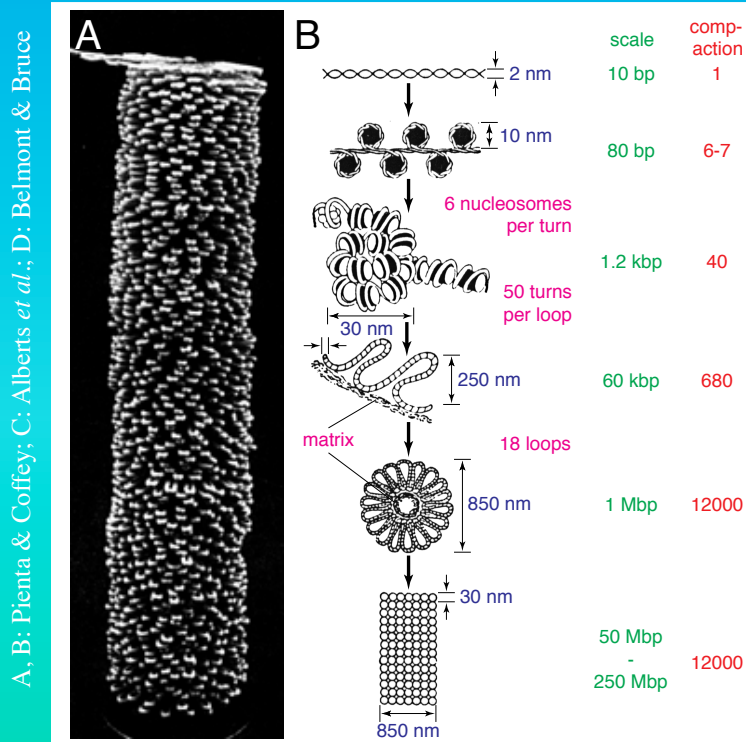 A, B: Pienta & Coffey; C: Alberts et al.; D: Belmont & Bruce
A
B
scale
comp-
action
2 nm
10 bp
1
10 nm
80 bp
6-7
6 nucleosomes
per turn
1.2 kbp
40
50 turns
per loop
30 nm
250 nm
60 kbp
680
matrix
18 loops
850 nm
1 Mbp
12000
30 nm
50 Mbp
-
250 Mbp
12000
850 nm